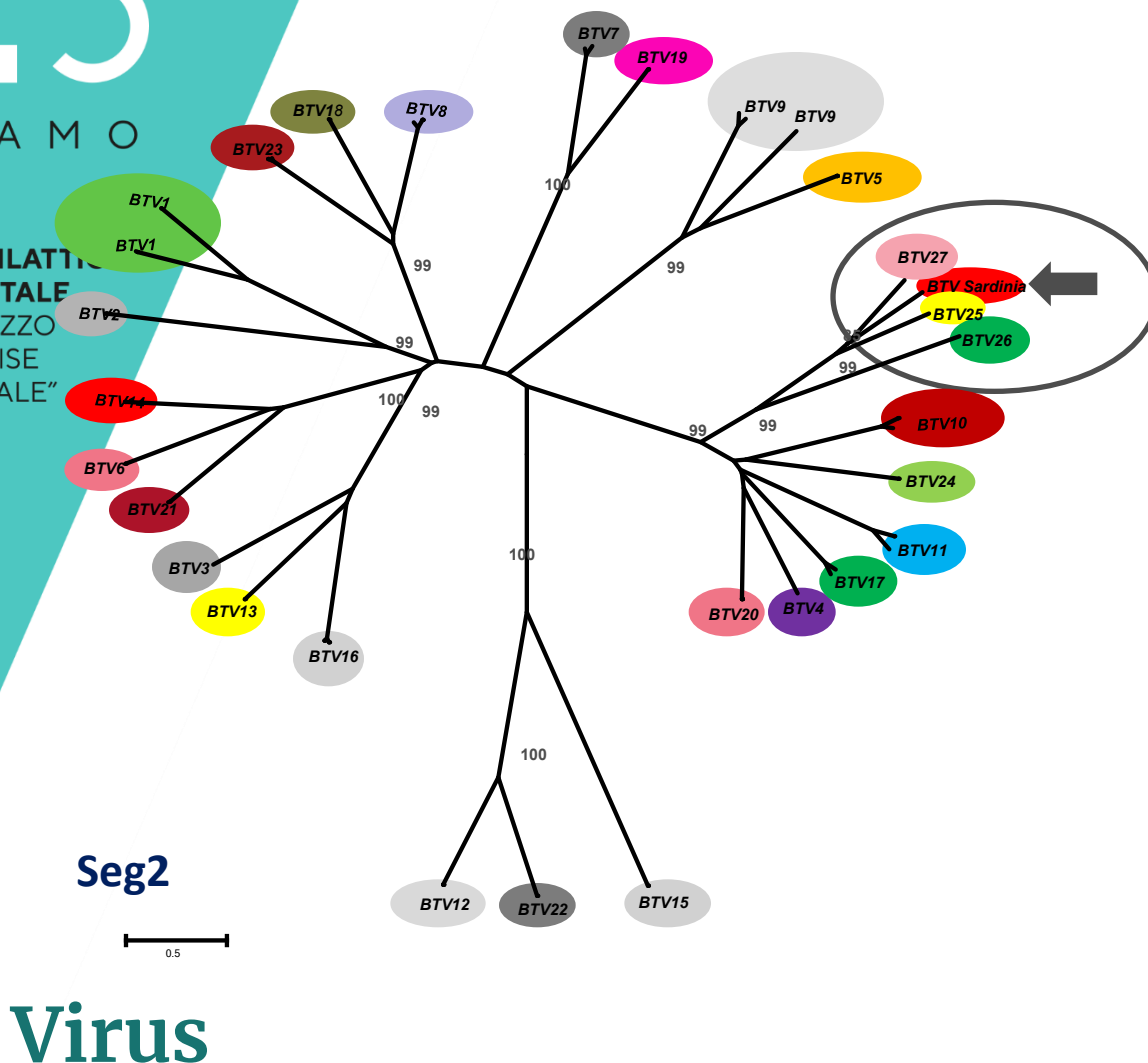 AMO
BTV7
BTV19
BTV18
BTV8
BTV9
BTV9
BTV23
BTV5
100
BTV1
BTV1
99
99
BTV27
BTV Sardinia
TALE
ZZO
BTV2
BTV25
BTV26
ISE
99
85
99
ALE”
BTV14
100
99
99
99
BTV10
BTV6
BTV24
BTV21
BTV3
100
BTV11
BTV17
BTV13
BTV20
BTV4
BTV16
100
Seg2
BTV12
BTV22
BTV15
0.5
Virus